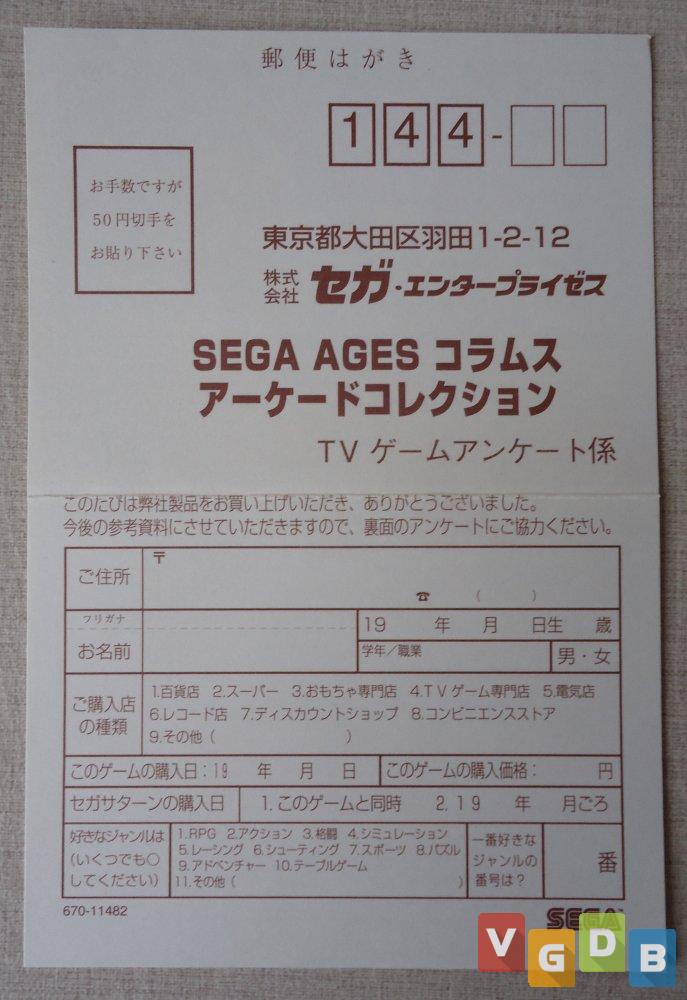 郵便はがき
144-
お手数ですが
50円切手を
お貼り下さい
東京都大田区羽田1-2-12
株式会社 セガ・エンタープライゼス
SEGA AGES コラムス
アーケードコレクション
TV ゲームアンケート係
このたびは弊社製品をお買い上げいただき、ありがとうございました。
今後の参考資料にさせていただきますので、裏面のアンケートにご協力ください。
ご住所
〒
☎ ( )
フリガナ
お名前
19 年 月 日生 歳
学年/職業
男・女
ご購入店
の種類
1.百貨店 2.スーパー 3.おもちゃ専門店 4.TVゲーム専門店 5.電気店
6.レコード店 7.ディスカウントショップ 8.コンビニエンスストア
9.その他( )
このゲームの購入日:19 年 月 日
このゲームの購入価格: 円
セガサターンの購入日
1.このゲームと同時 2.19 年 月ごろ
好きなジャンルは
(いくつでも○
してください)
1.RPG 2.アクション 3.格闘 4.シミュレーション
5.レーシング 6.シューティング 7.スポーツ 8.パズル
9.アドベンチャー 10.テーブルゲーム
11.その他( )
一番好きな
ジャンルの
番号は?
番
670-11482
SEGA
VGDB